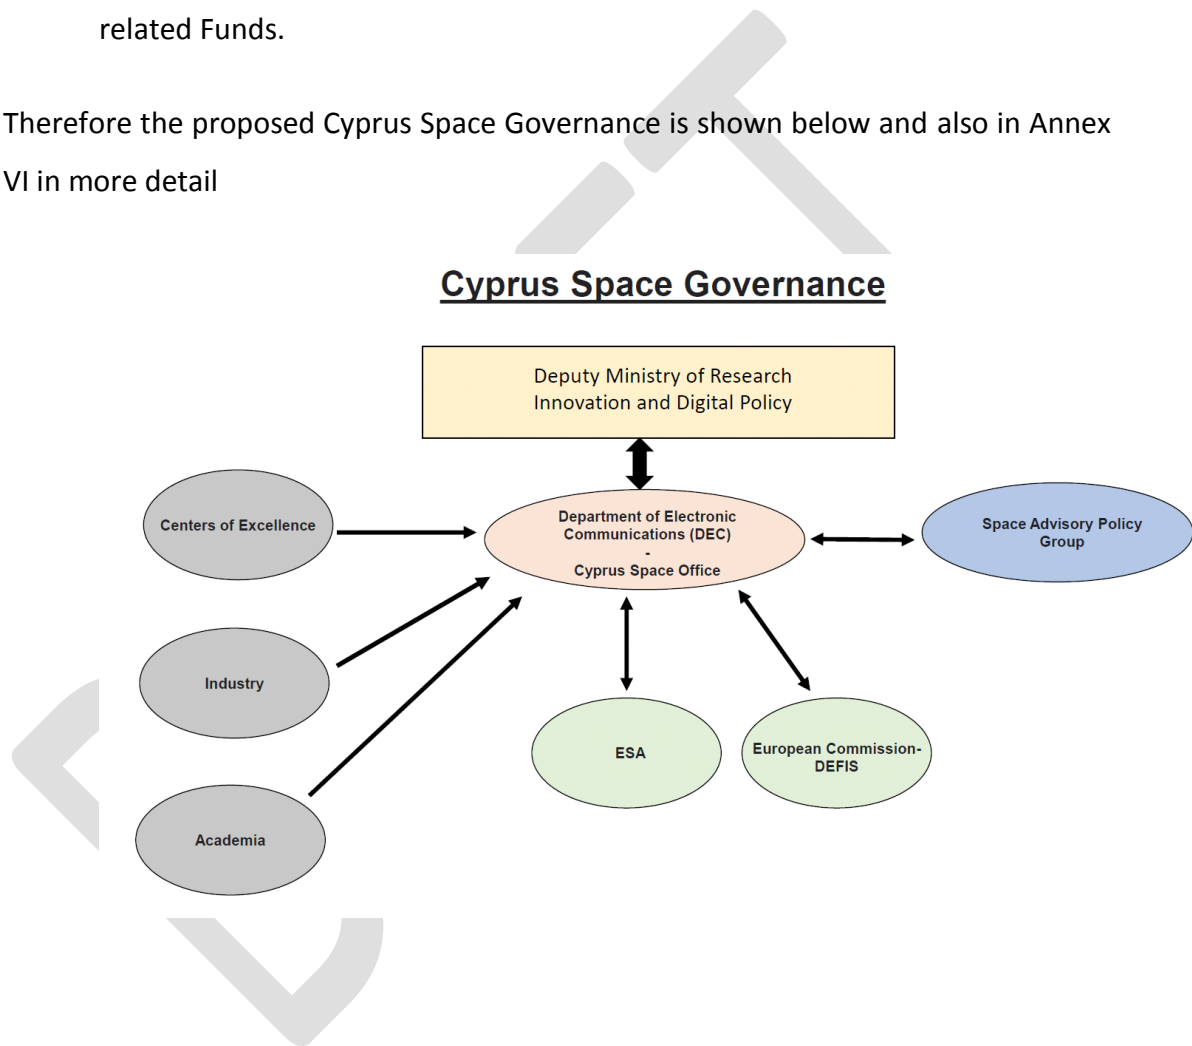 related Funds.
Therefore the proposed Cyprus Space Governance is shown below and also in Annex
VI in more detail
Cyprus Space Governance
Deputy Ministry of Research
Innovation and Digital Policy
Centers of Excellence
Department of Electronic
Communications (DEC)
-
Cyprus Space Office
Space Advisory Policy
Group
Industry
ESA
European Commission-
DEFIS
Academia